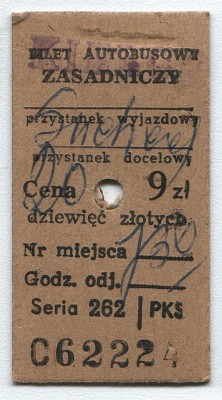 BILET AUTOBUSOWY
ZASADNICZY
przystanek wyjazdowy
przystanek docelowy
Cena 9 zł
dziewięć złotych
Nr miejsca
Godz. odj.
Seria 262 PKS
C62224